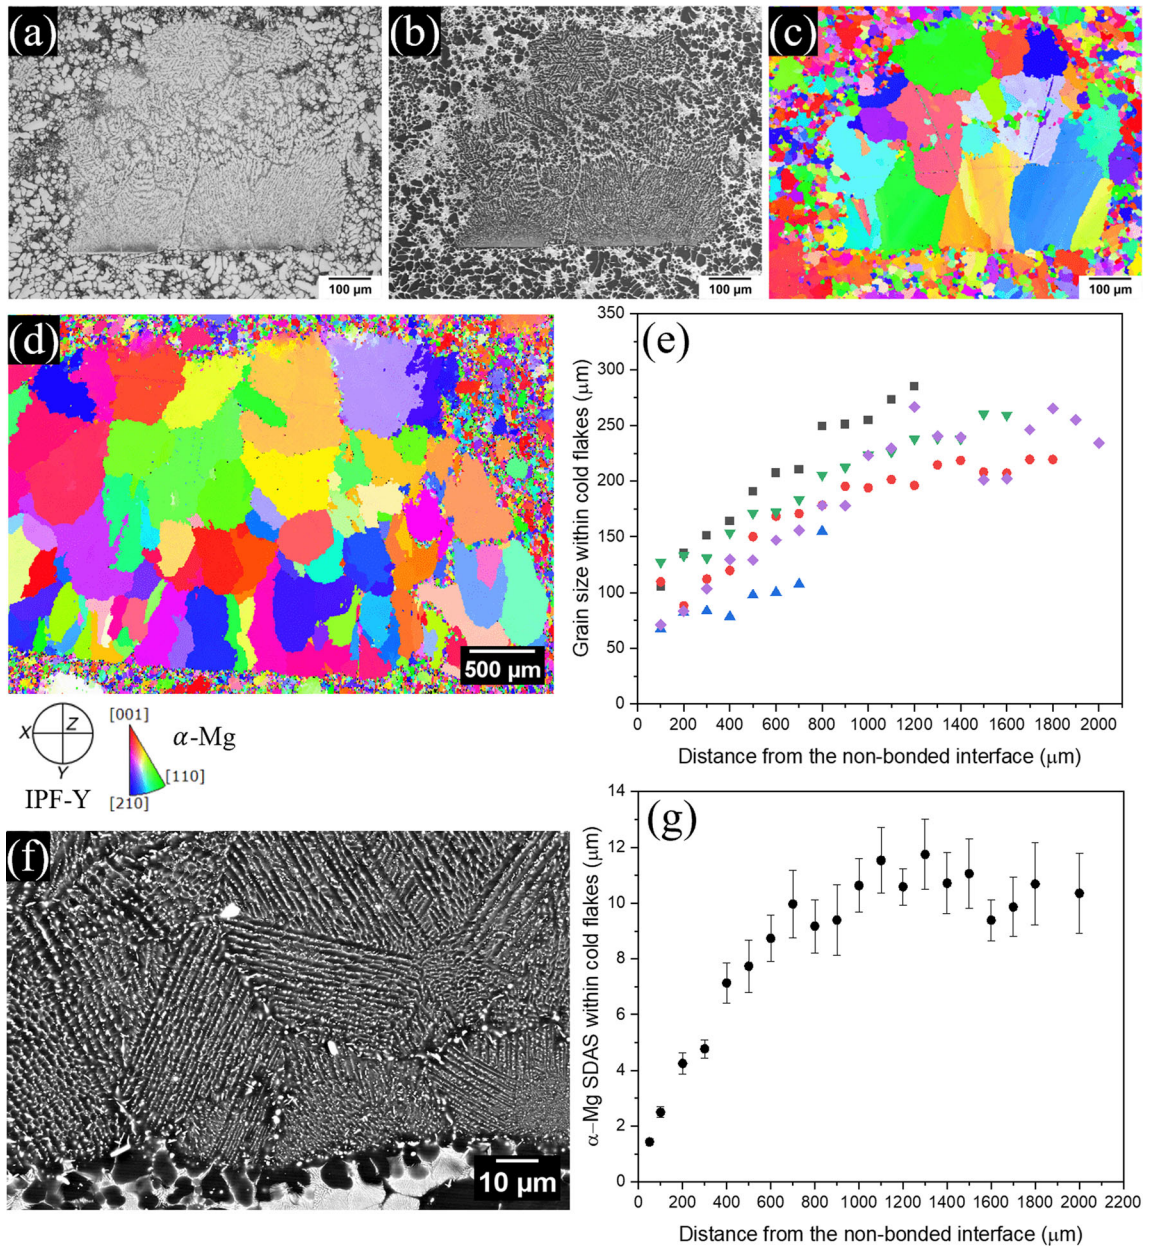 (a)
(b)
(c)
100 µm
100 µm
100 µm
(d)
500 µm
X
Z
Y
IPF-Y
[001]
[110]
[210]
α-Mg
(e)
Grain size within cold flakes (µm)
350
300
250
200
150
100
50
0
200 400 600 800 1000 1200 1400 1600 1800 2000
Distance from the non-bonded interface (µm)
(f)
10 µm
(g)
α–Mg SDAS within cold flakes (µm)
14
12
10
8
6
4
2
0
0 200 400 600 800 1000 1200 1400 1600 1800 2000 2200
Distance from the non-bonded interface (µm)